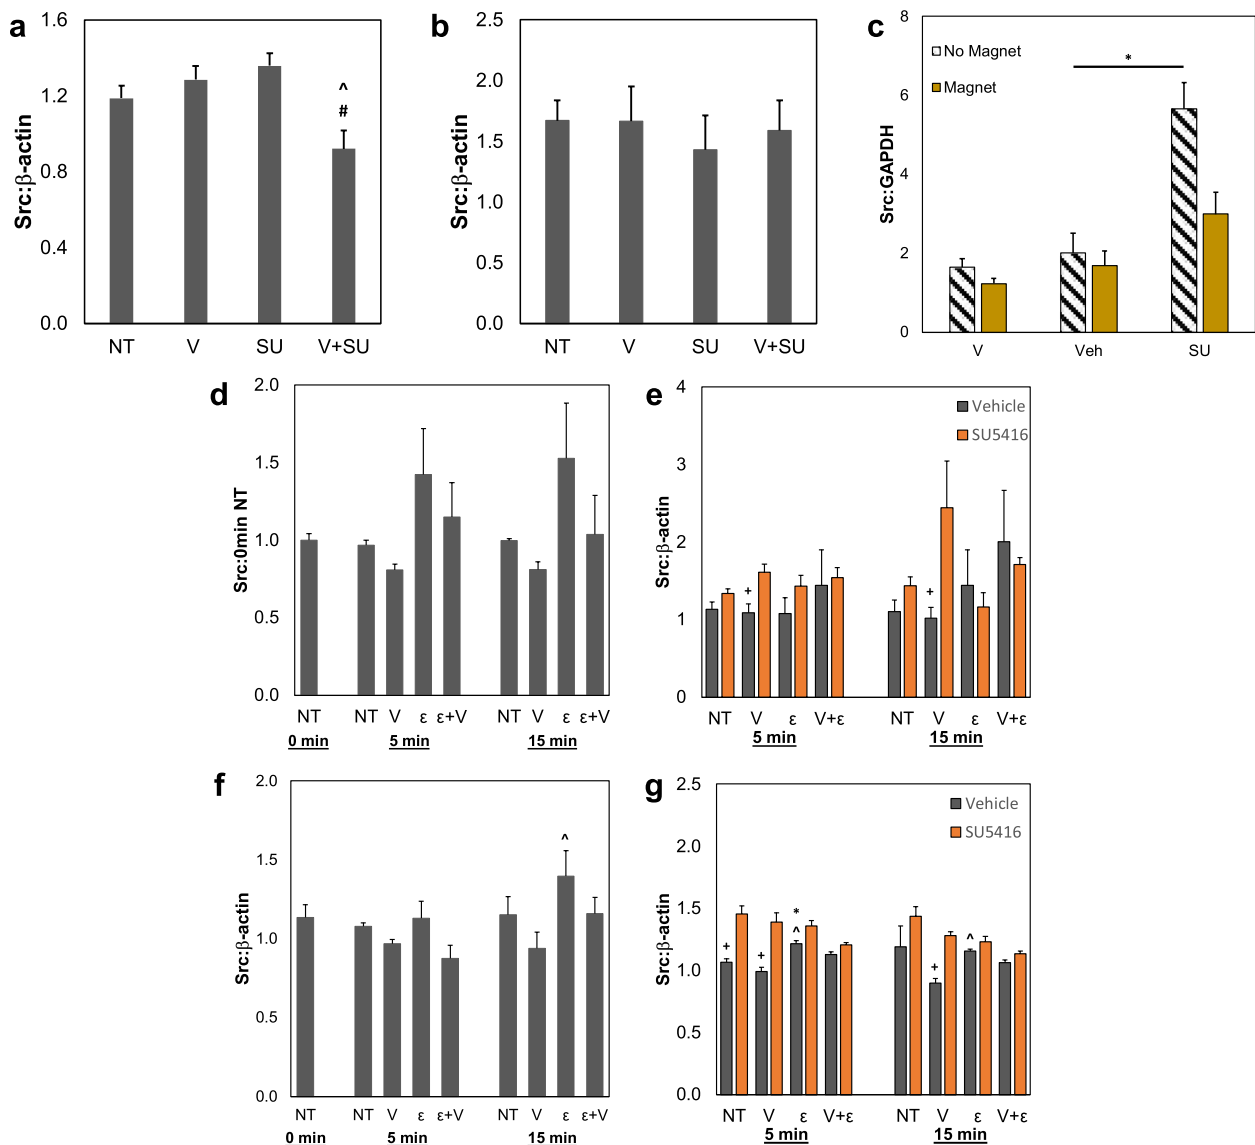 a
Src:β-actin
1.6
1.2
0.8
0.4
0.0
^
#
NT V SU V+SU
b
Src:β-actin
2.5
2.0
1.5
1.0
0.5
0.0
NT V SU V+SU
c
Src:GAPDH
8
6
4
2
0
No Magnet
Magnet
*
V Veh SU
d
Src:0min NT
2.0
1.5
1.0
0.5
0.0
NT NT V ε ε+V NT V ε ε+V
0 min 5 min 15 min
e
Src:β-actin
4
3
2
1
0
Vehicle
SU5416
+ +
NT V ε V+ε NT V ε V+ε
5 min 15 min
f
Src:β-actin
2.0
1.5
1.0
0.5
0.0
^
NT NT V ε ε+V NT V ε ε+V
0 min 5 min 15 min
g
Src:β-actin
2.5
2.0
1.5
1.0
0.5
0.0
Vehicle
SU5416
*
+ + ^ + ^
NT V ε V+ε NT V ε V+ε
5 min 15 min